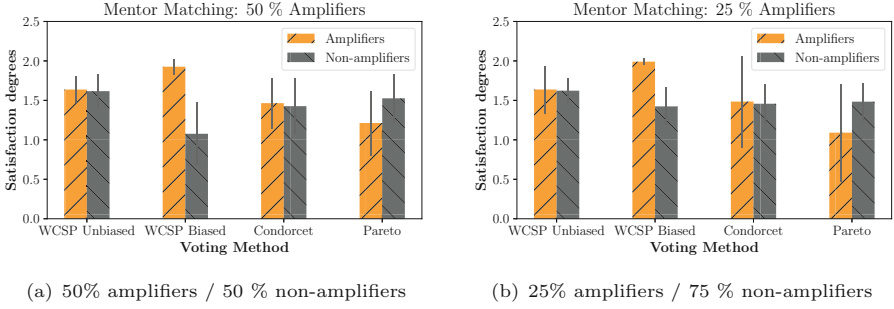 Mentor Matching: 50 % Amplifiers
Satisfaction degrees
2.5
2.0
1.5
1.0
0.5
0.0
Amplifiers
Non-amplifiers
WCSP Unbiased WCSP Biased Condorcet Pareto
Voting Method
(a) 50% amplifiers / 50 % non-amplifiers
Mentor Matching: 25 % Amplifiers
Satisfaction degrees
2.5
2.0
1.5
1.0
0.5
0.0
Amplifiers
Non-amplifiers
WCSP Unbiased WCSP Biased Condorcet Pareto
Voting Method
(b) 25% amplifiers / 75 % non-amplifiers